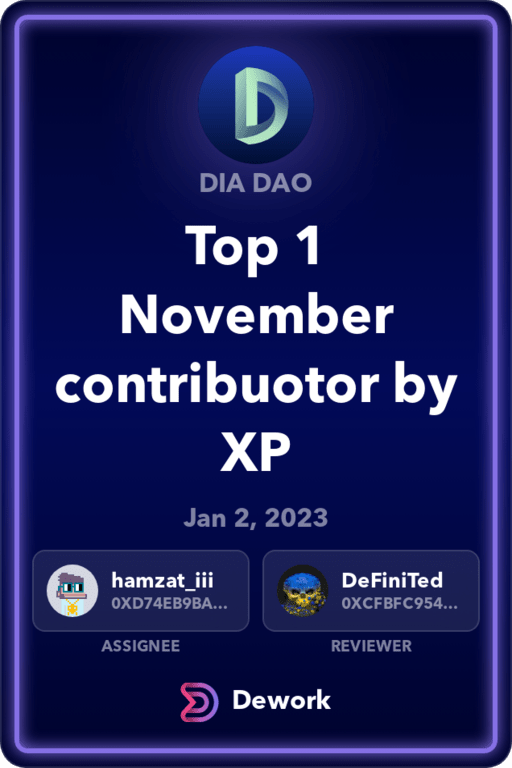 DIA DAO
Top 1
November
contribuotor by
XP
Jan 2, 2023
hamzat_iii
0XD74EB9BA...
ASSIGNEE
DeFiniTed
0XCFBFC954...
REVIEWER
Dework